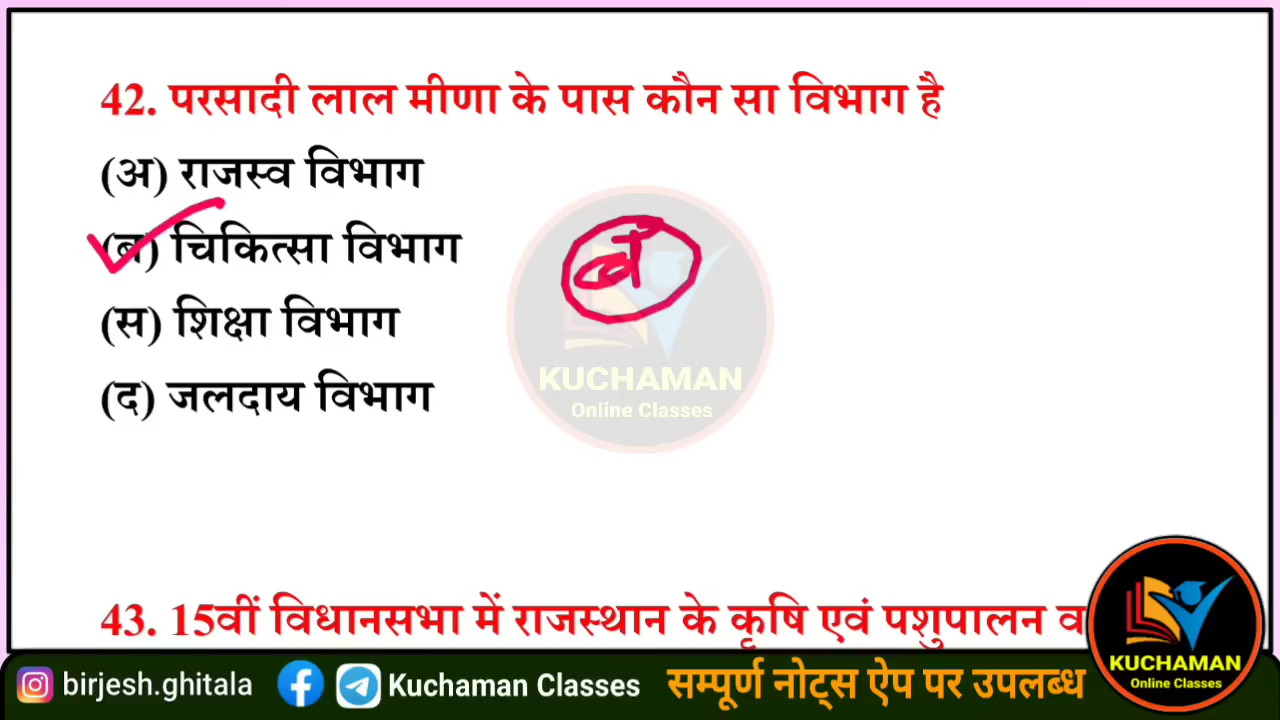 42. परसादी लाल मीणा के पास कौन सा विभाग है
(अ) राजस्व विभाग
(ब) चिकित्सा विभाग
ब
(स) शिक्षा विभाग
(द) जलदाय विभाग
KUCHAMAN
Online Classes
43. 15वीं विधानसभा में राजस्थान के कृषि एवं पशुपालन व
KUCHAMAN
Online Classes
birjesh.ghitala
Kuchaman Classes
सम्पूर्ण नोट्स ऐप पर उपलब्ध